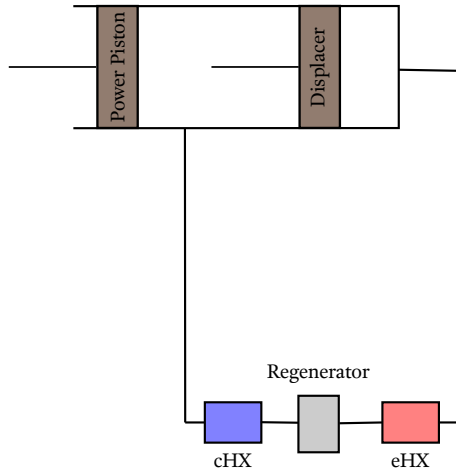 Power Piston
Displacer
Regenerator
cHX
eHX